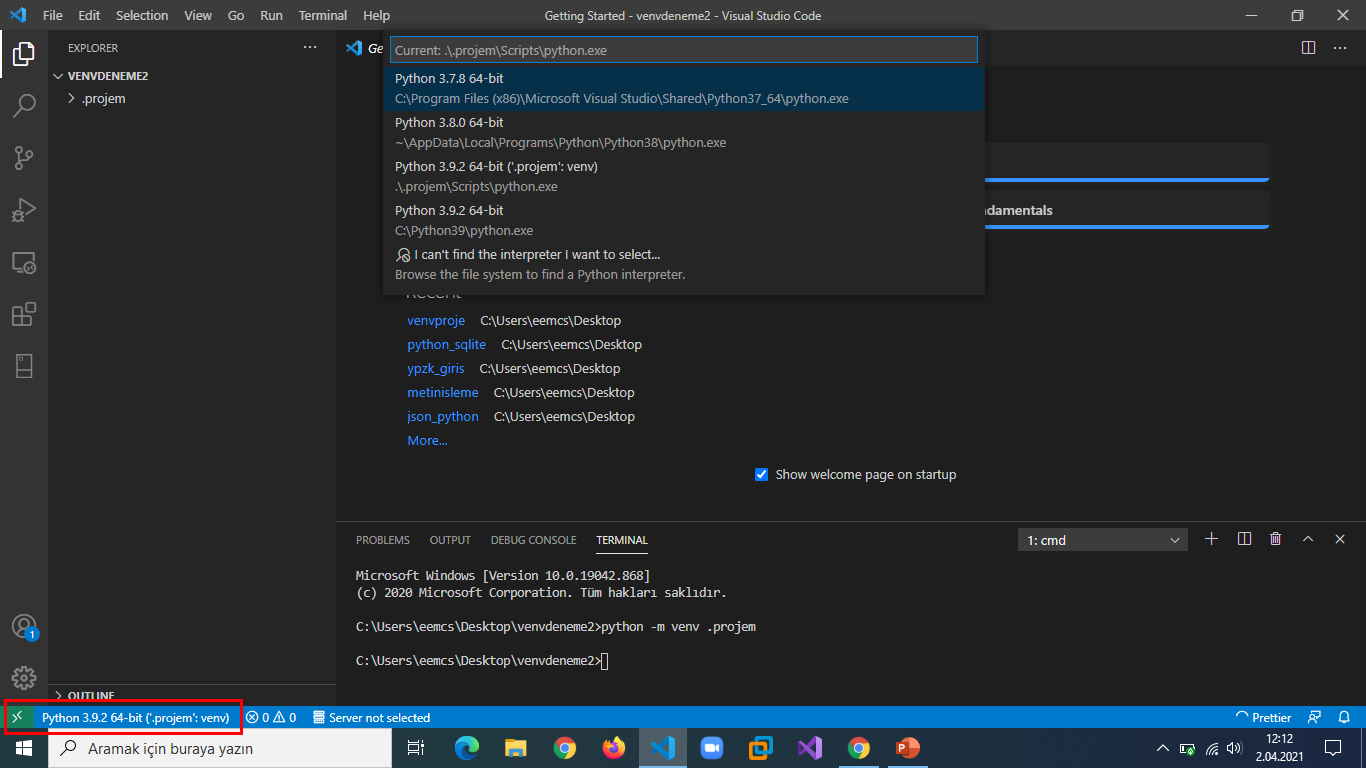 File Edit Selection View Go Run Terminal Help
Getting Started - venvdeneme2 - Visual Studio Code
EXPLORER
VENVDENEME2
.projem
OUTLINE
Ge
Current: .\.projem\Scripts\python.exe
Python 3.7.8 64-bit
C:\Program Files (x86)\Microsoft Visual Studio\Shared\Python37_64\python.exe
Python 3.8.0 64-bit
~\AppData\Local\Programs\Python\Python38\python.exe
Python 3.9.2 64-bit ('.projem': venv)
.\.projem\Scripts\python.exe
Python 3.9.2 64-bit
C:\Python39\python.exe
I can't find the interpreter I want to select...
Browse the file system to find a Python interpreter.
damentals
Recent
venvproje C:\Users\eemcs\Desktop
python_sqlite C:\Users\eemcs\Desktop
ypzk_giris C:\Users\eemcs\Desktop
metinisleme C:\Users\eemcs\Desktop
json_python C:\Users\eemcs\Desktop
More...
Show welcome page on startup
PROBLEMS OUTPUT DEBUG CONSOLE TERMINAL
1: cmd
Microsoft Windows [Version 10.0.19042.868]
(c) 2020 Microsoft Corporation. Tüm hakları saklıdır.
C:\Users\eemcs\Desktop\venvdeneme2>python -m venv .projem
C:\Users\eemcs\Desktop\venvdeneme2>
1
Python 3.9.2 64-bit ('.projem': venv) 0 0 Server not selected
Prettier
Aramak için buraya yazın
12:12
2.04.2021